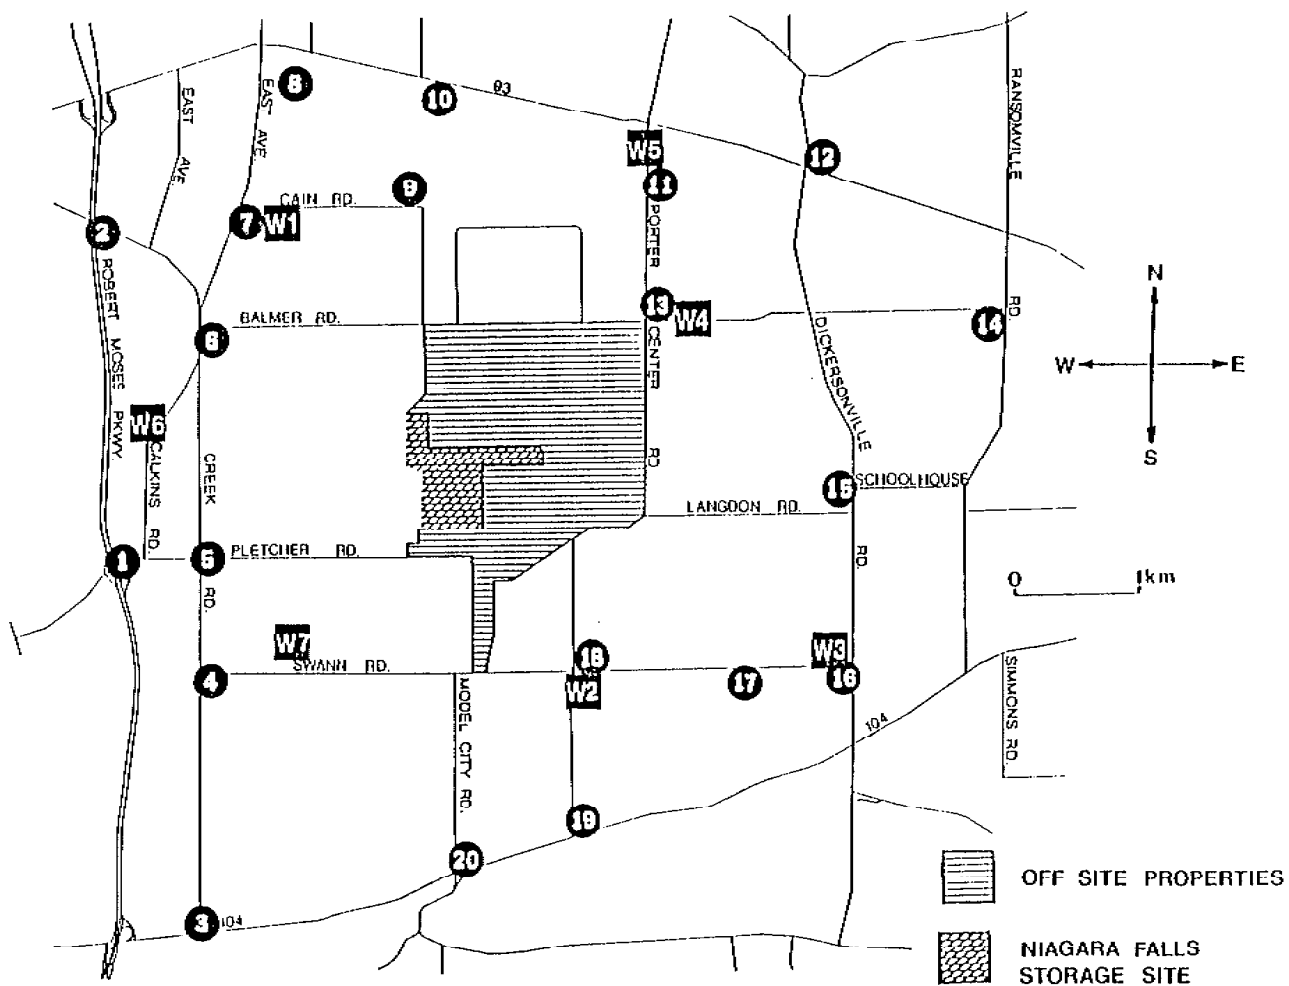 93
8
10
EAST AVE.
EAST AVE.
W5
12
RANSOMVILLE RD.
9
11
CAIN RD.
7
W1
2
PORTER CENTER RD
ROBERT MOSES PKWY
N
13
W4
BALMER RD.
14
6
DICKERSONVILLE RD.
W
E
W6
CALKINS RD.
CREEK RD.
S
15
SCHOOLHOUSE
LANGDON RD.
1
5
PLETCHER RD.
0
1km
W7
18
W3
SWANN RD.
4
W2
17
16
MODEL CITY RD.
104
SIMMONS RD.
19
20
3
104
OFF SITE PROPERTIES
NIAGARA FALLS
STORAGE SITE